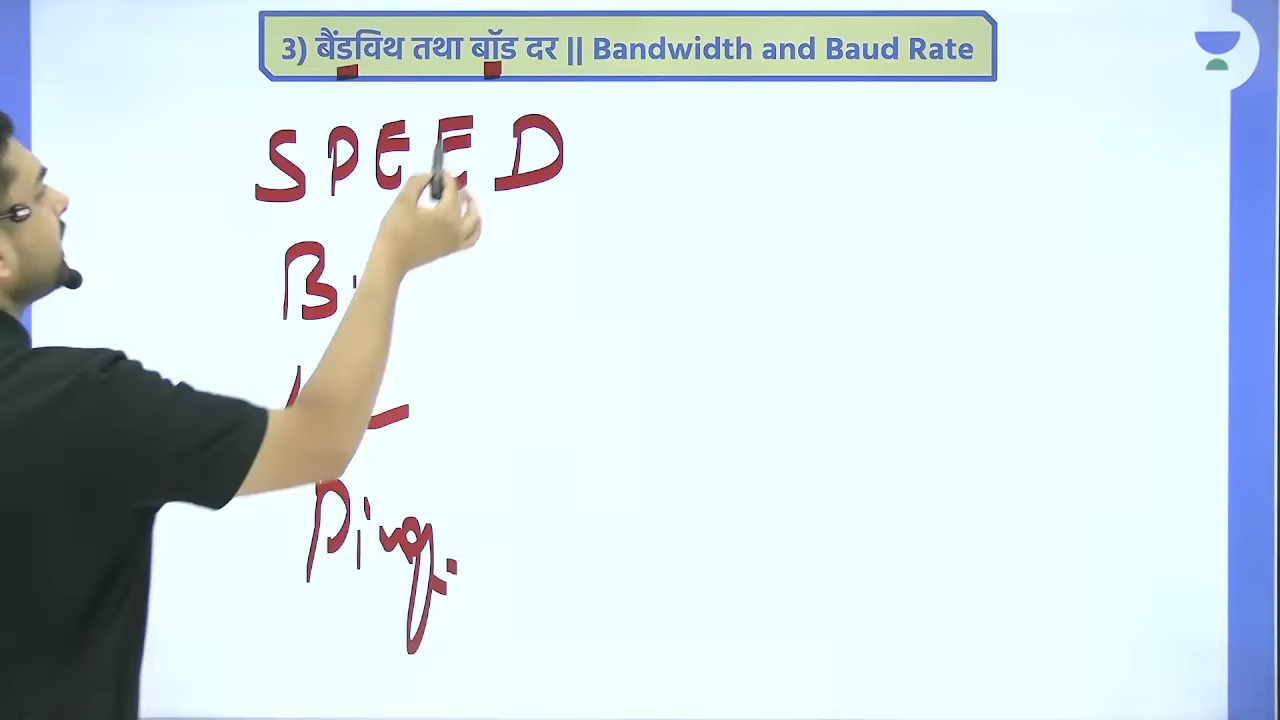 3) बैंडविथ तथा बॉड दर || Bandwidth and Baud Rate
SPEED
Ping.